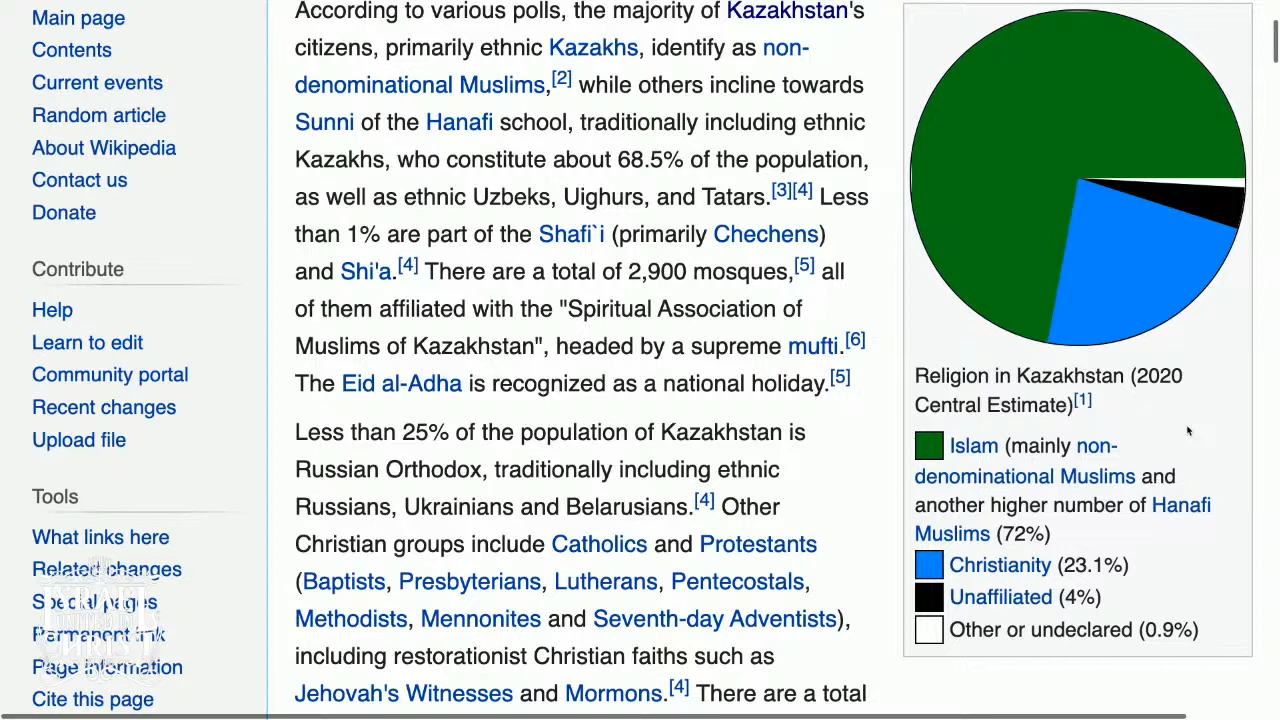 Main page
Contents
Current events
Random article
About Wikipedia
Contact us
Donate
Contribute
Help
Learn to edit
Community portal
Recent changes
Upload file
Tools
What links here
Related changes
Special pages
Permanent link
Page information
Cite this page
ISRAEL
UNITED IN
CHRIST
According to various polls, the majority of Kazakhstan's
citizens, primarily ethnic Kazakhs, identify as non-
denominational Muslims,[2] while others incline towards
Sunni of the Hanafi school, traditionally including ethnic
Kazakhs, who constitute about 68.5% of the population,
as well as ethnic Uzbeks, Uighurs, and Tatars.[3][4] Less
than 1% are part of the Shafi`i (primarily Chechens)
and Shi'a.[4] There are a total of 2,900 mosques,[5] all
of them affiliated with the "Spiritual Association of
Muslims of Kazakhstan", headed by a supreme mufti.[6]
The Eid al-Adha is recognized as a national holiday.[5]
Less than 25% of the population of Kazakhstan is
Russian Orthodox, traditionally including ethnic
Russians, Ukrainians and Belarusians.[4] Other
Christian groups include Catholics and Protestants
(Baptists, Presbyterians, Lutherans, Pentecostals,
Methodists, Mennonites and Seventh-day Adventists),
including restorationist Christian faiths such as
Jehovah's Witnesses and Mormons.[4] There are a total
Religion in Kazakhstan (2020
Central Estimate)[1]
Islam (mainly non-
denominational Muslims and
another higher number of Hanafi
Muslims (72%)
Christianity (23.1%)
Unaffiliated (4%)
Other or undeclared (0.9%)